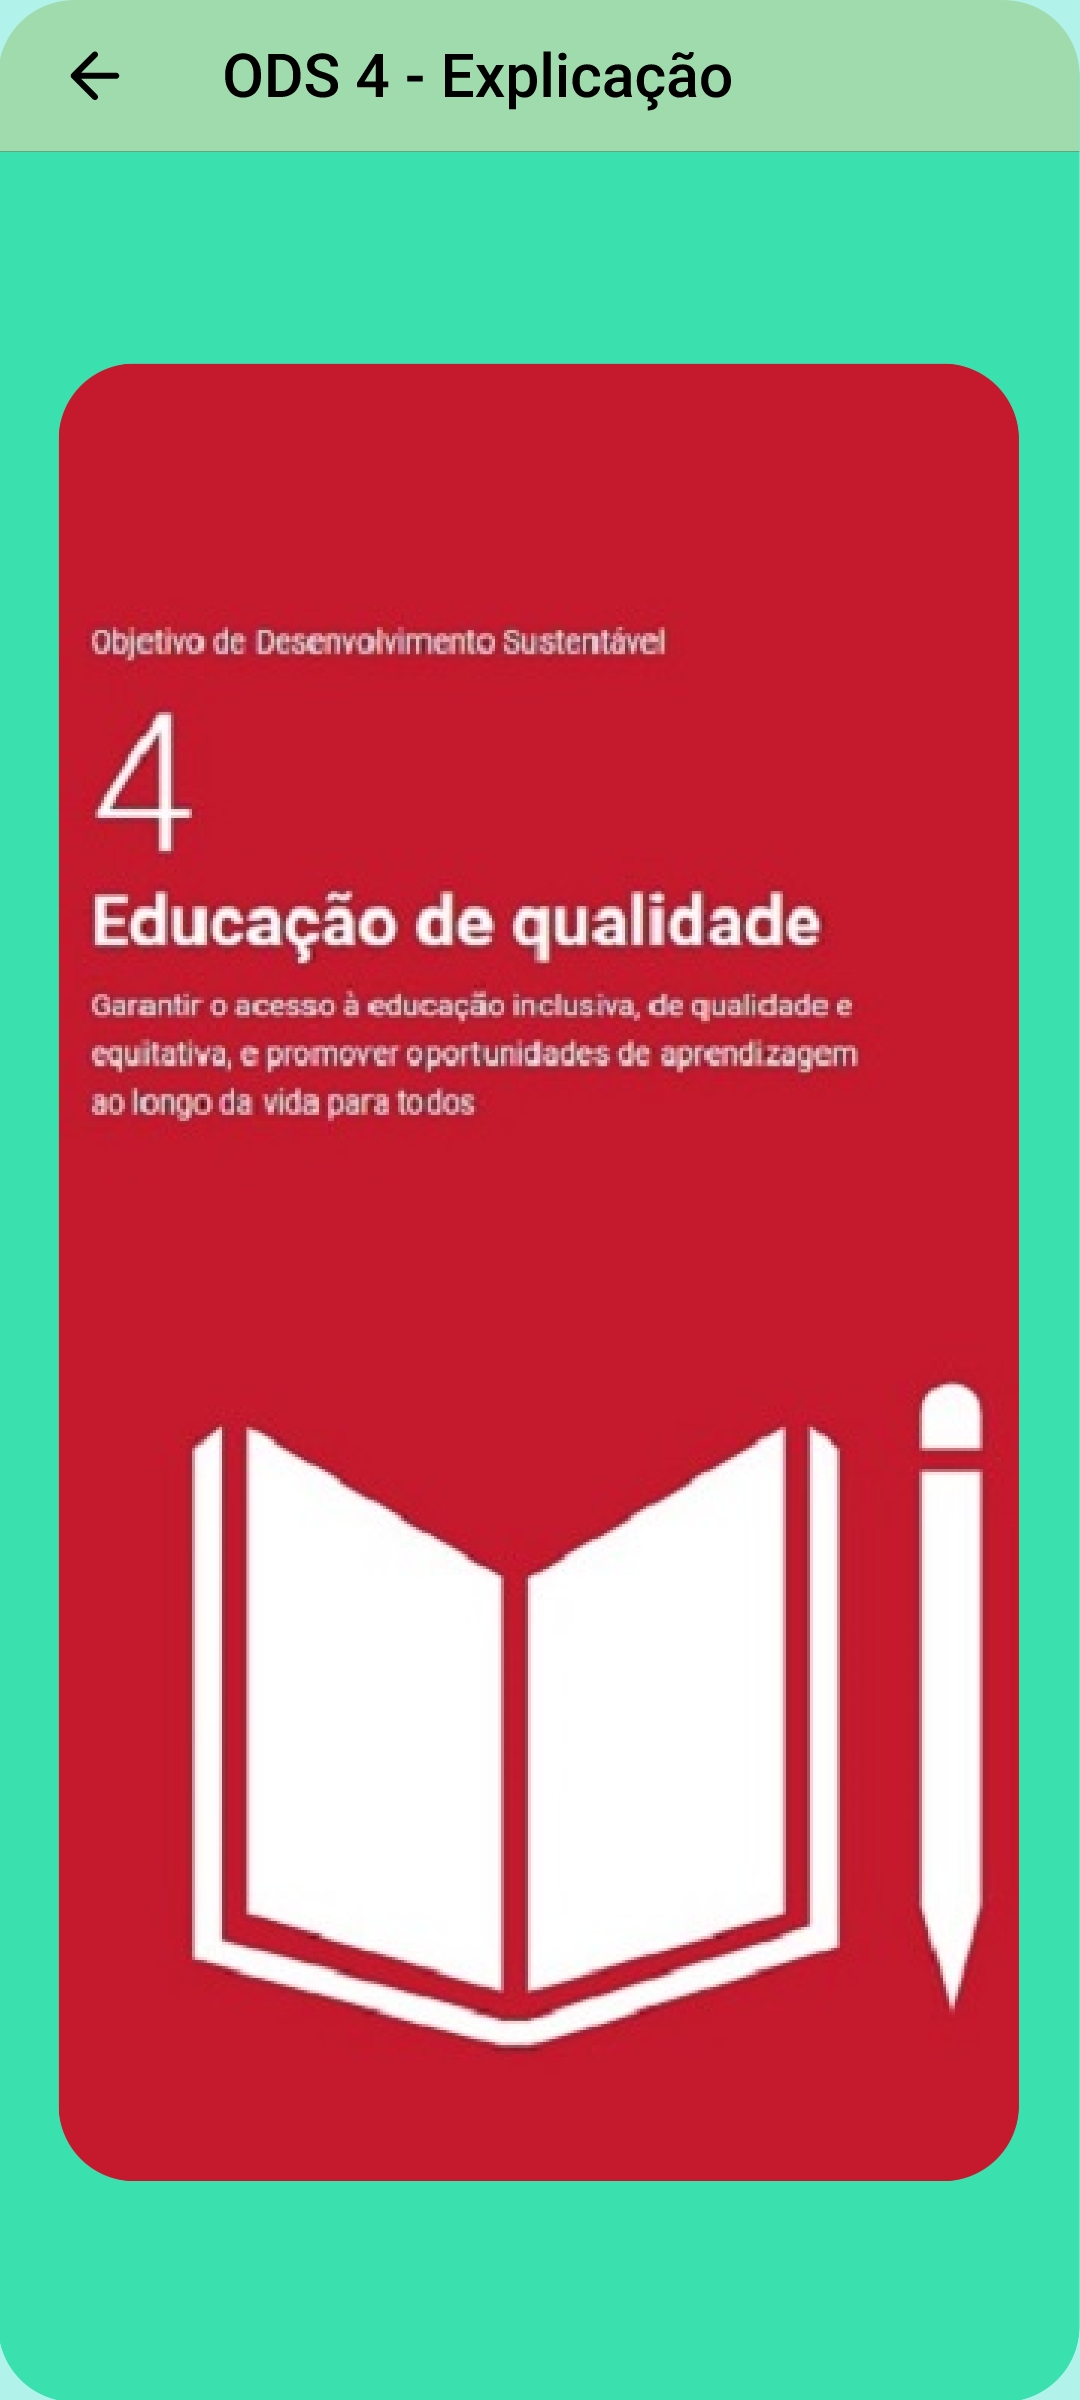 ODS 4 - Explicação
Objetivo de Desenvolvimento Sustentável
4
Educação de qualidade
Garantir o acesso à educação inclusiva, de qualidade e
equitativa, e promover oportunidades de aprendizagem
ao longo da vida para todos